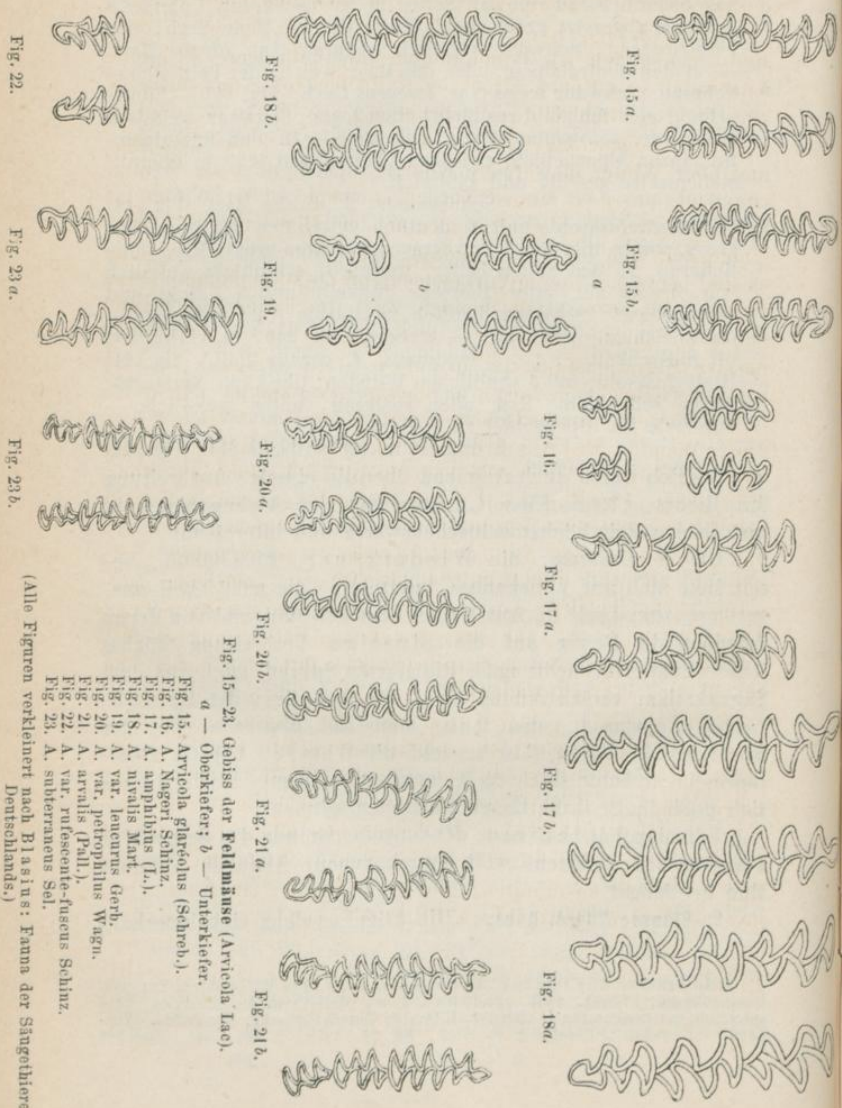 Fig. 15 a.
Fig. 15 b.
Fig. 16.
Fig. 17 a.
Fig. 17 b.
Fig. 18a.
a
b
Fig. 18 b.
Fig. 19.
Fig. 20 a.
Fig. 20 b.
Fig. 21 a.
Fig. 21 b.
Fig. 22.
Fig. 23 a.
Fig. 23 b.
Fig. 15—23. Gebiss der Feldmäuse (Arvicola Lac).
a — Oberkiefer; b — Unterkiefer.
Fig. 15. Arvicola glaréolus (Schreb.).
Fig. 16. A. Nageri Schinz.
Fig. 17. A. amphibius (L.).
Fig. 18. A. nivalis Mart.
Fig. 19. A. var. leucurus Gerb.
Fig. 20. A. var. petrophilus Wagn.
Fig. 21. A. arvalis (Pall.).
Fig. 22. A. var. rufescente-fuscus Schinz.
Fig. 23. A. subterraneus Sel.
(Alle Figuren verkleinert nach Blasius: Fauna der Säugethiere
Deutschlands.)